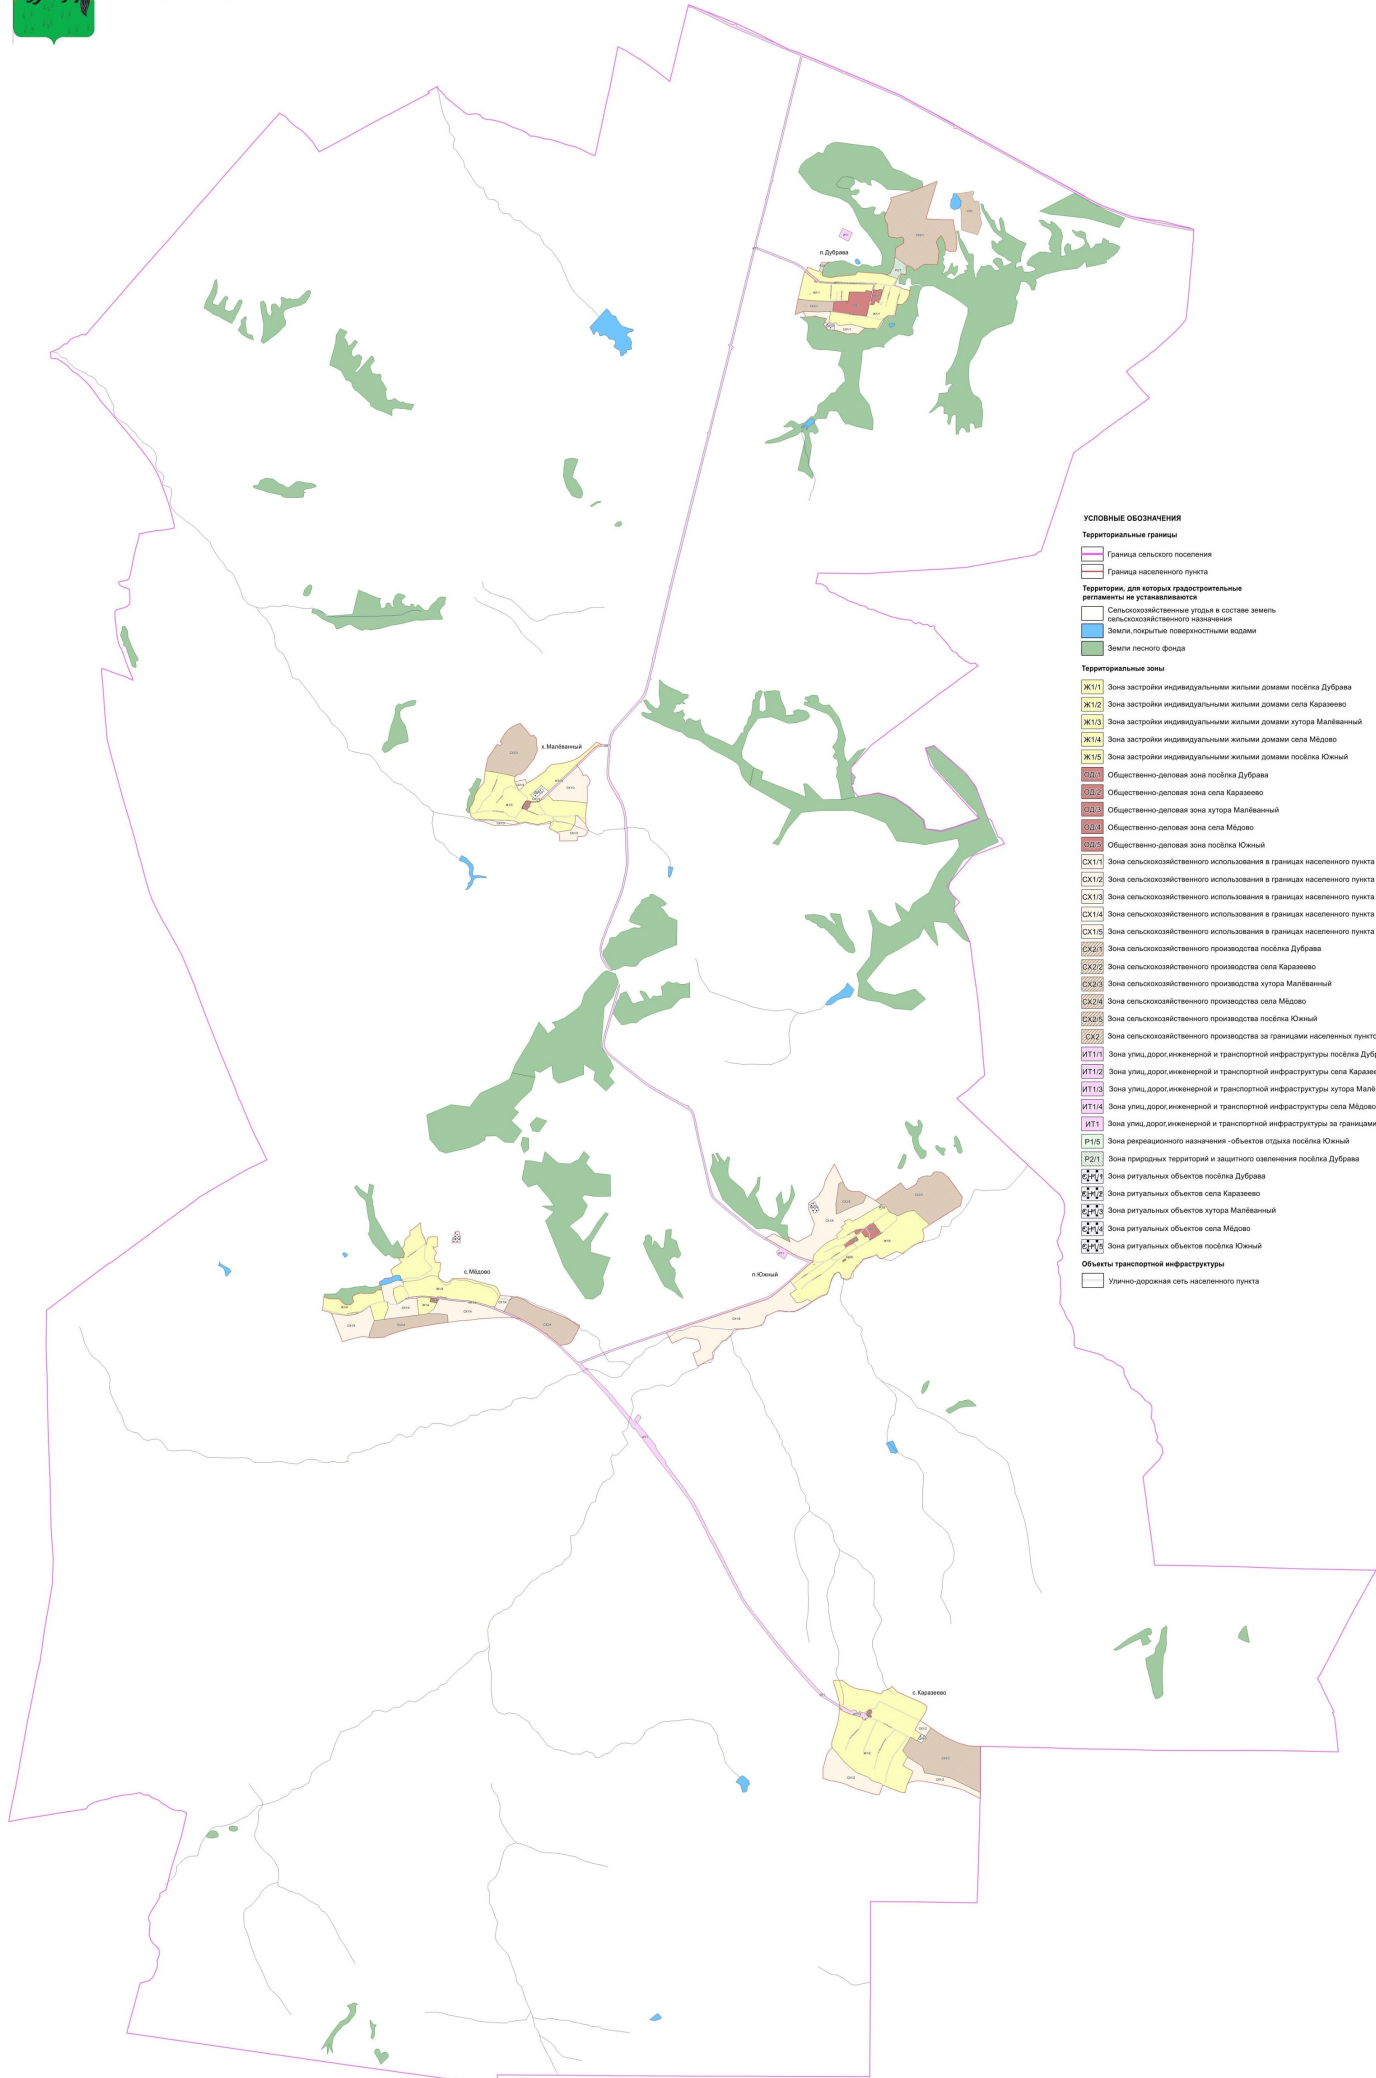 п. Дубрава
УСЛОВНЫЕ ОБОЗНАЧЕНИЯ
Территориальные границы
Граница сельского поселения
Граница населенного пункта
Территории, для которых градостроительные
регламенты не устанавливаются
Сельскохозяйственные угодья в составе земель
сельскохозяйственного назначения
Земли, покрытые поверхностными водами
Земли лесного фонда
Территориальные зоны
Ж1/1 Зона застройки индивидуальными жилыми домами посёлка Дубрава
Ж1/2 Зона застройки индивидуальными жилыми домами села Каразеево
Ж1/3 Зона застройки индивидуальными жилыми домами хутора Малёванный
Ж1/4 Зона застройки индивидуальными жилыми домами села Мёдово
Ж1/5 Зона застройки индивидуальными жилыми домами посёлка Южный
ОД/1 Общественно-деловая зона посёлка Дубрава
ОД/2 Общественно-деловая зона села Каразеево
ОД/3 Общественно-деловая зона хутора Малёванный
ОД/4 Общественно-деловая зона села Мёдово
ОД/5 Общественно-деловая зона посёлка Южный
СХ1/1 Зона сельскохозяйственного использования в границах населенного пункта
СХ1/2 Зона сельскохозяйственного использования в границах населенного пункта
СХ1/3 Зона сельскохозяйственного использования в границах населенного пункта
СХ1/4 Зона сельскохозяйственного использования в границах населенного пункта
СХ1/5 Зона сельскохозяйственного использования в границах населенного пункта
СХ2/1 Зона сельскохозяйственного производства посёлка Дубрава
СХ2/2 Зона сельскохозяйственного производства села Каразеево
СХ2/3 Зона сельскохозяйственного производства хутора Малёванный
СХ2/4 Зона сельскохозяйственного производства села Мёдово
СХ2/5 Зона сельскохозяйственного производства посёлка Южный
СХ2 Зона сельскохозяйственного производства за границами населенных пункто
ИТ1/1 Зона улиц, дорог, инженерной и транспортной инфраструктуры посёлка Дубр
ИТ1/2 Зона улиц, дорог, инженерной и транспортной инфраструктуры села Каразее
ИТ1/3 Зона улиц, дорог, инженерной и транспортной инфраструктуры хутора Малё
ИТ1/4 Зона улиц, дорог, инженерной и транспортной инфраструктуры села Мёдово
ИТ1 Зона улиц, дорог, инженерной и транспортной инфраструктуры за границами
Р1/5 Зона рекреационного назначения - объектов отдыха посёлка Южный
Р2/1 Зона природных территорий и защитного озеленения посёлка Дубрава
Зона ритуальных объектов посёлка Дубрава
Зона ритуальных объектов села Каразеево
Зона ритуальных объектов хутора Малёванный
Зона ритуальных объектов села Мёдово
Зона ритуальных объектов посёлка Южный
Объекты транспортной инфраструктуры
Улично-дорожная сеть населенного пункта
х. Малёванный
с. Мёдово
п. Южный
с. Каразеево